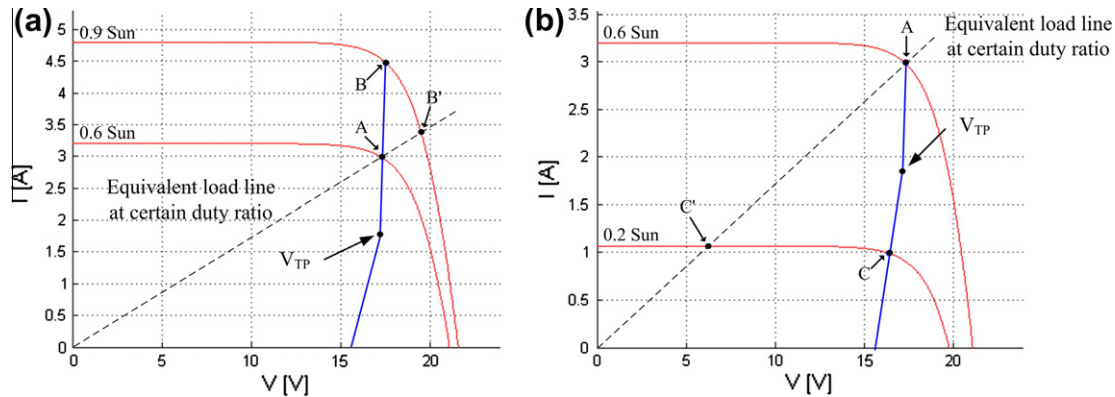 (a)
5
4.5
4
3.5
3
2.5
2
1.5
1
0.5
0
I [A]
0.9 Sun
0.6 Sun
B
B'
A
Equivalent load line
at certain duty ratio
V_TP
0 5 10 15 20
V [V]
(b)
3.5
3
2.5
2
1.5
1
0.5
0
I [A]
0.6 Sun
0.2 Sun
A
Equivalent load line
at certain duty ratio
V_TP
C'
C
0 5 10 15 20
V [V]